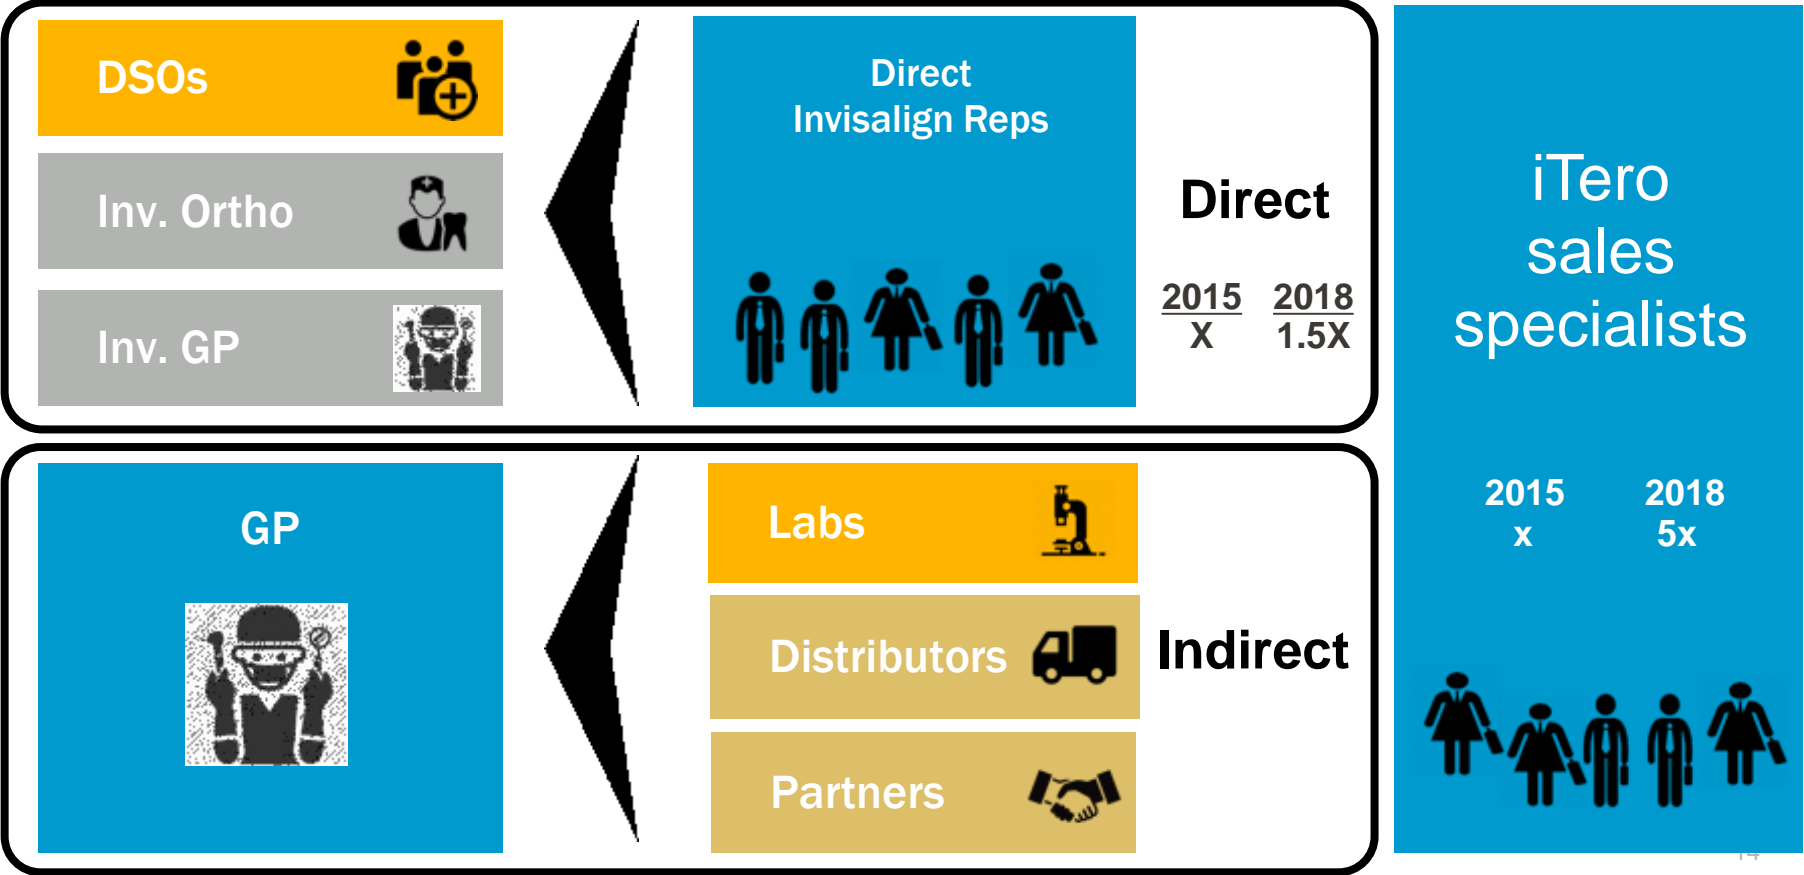 DSOs
Inv. Ortho
Inv. GP
Direct
Invisalign Reps
Direct
2015 2018
X 1.5X
GP
Labs
Distributors
Partners
Indirect
iTero
sales
specialists
2015 2018
x 5x
14